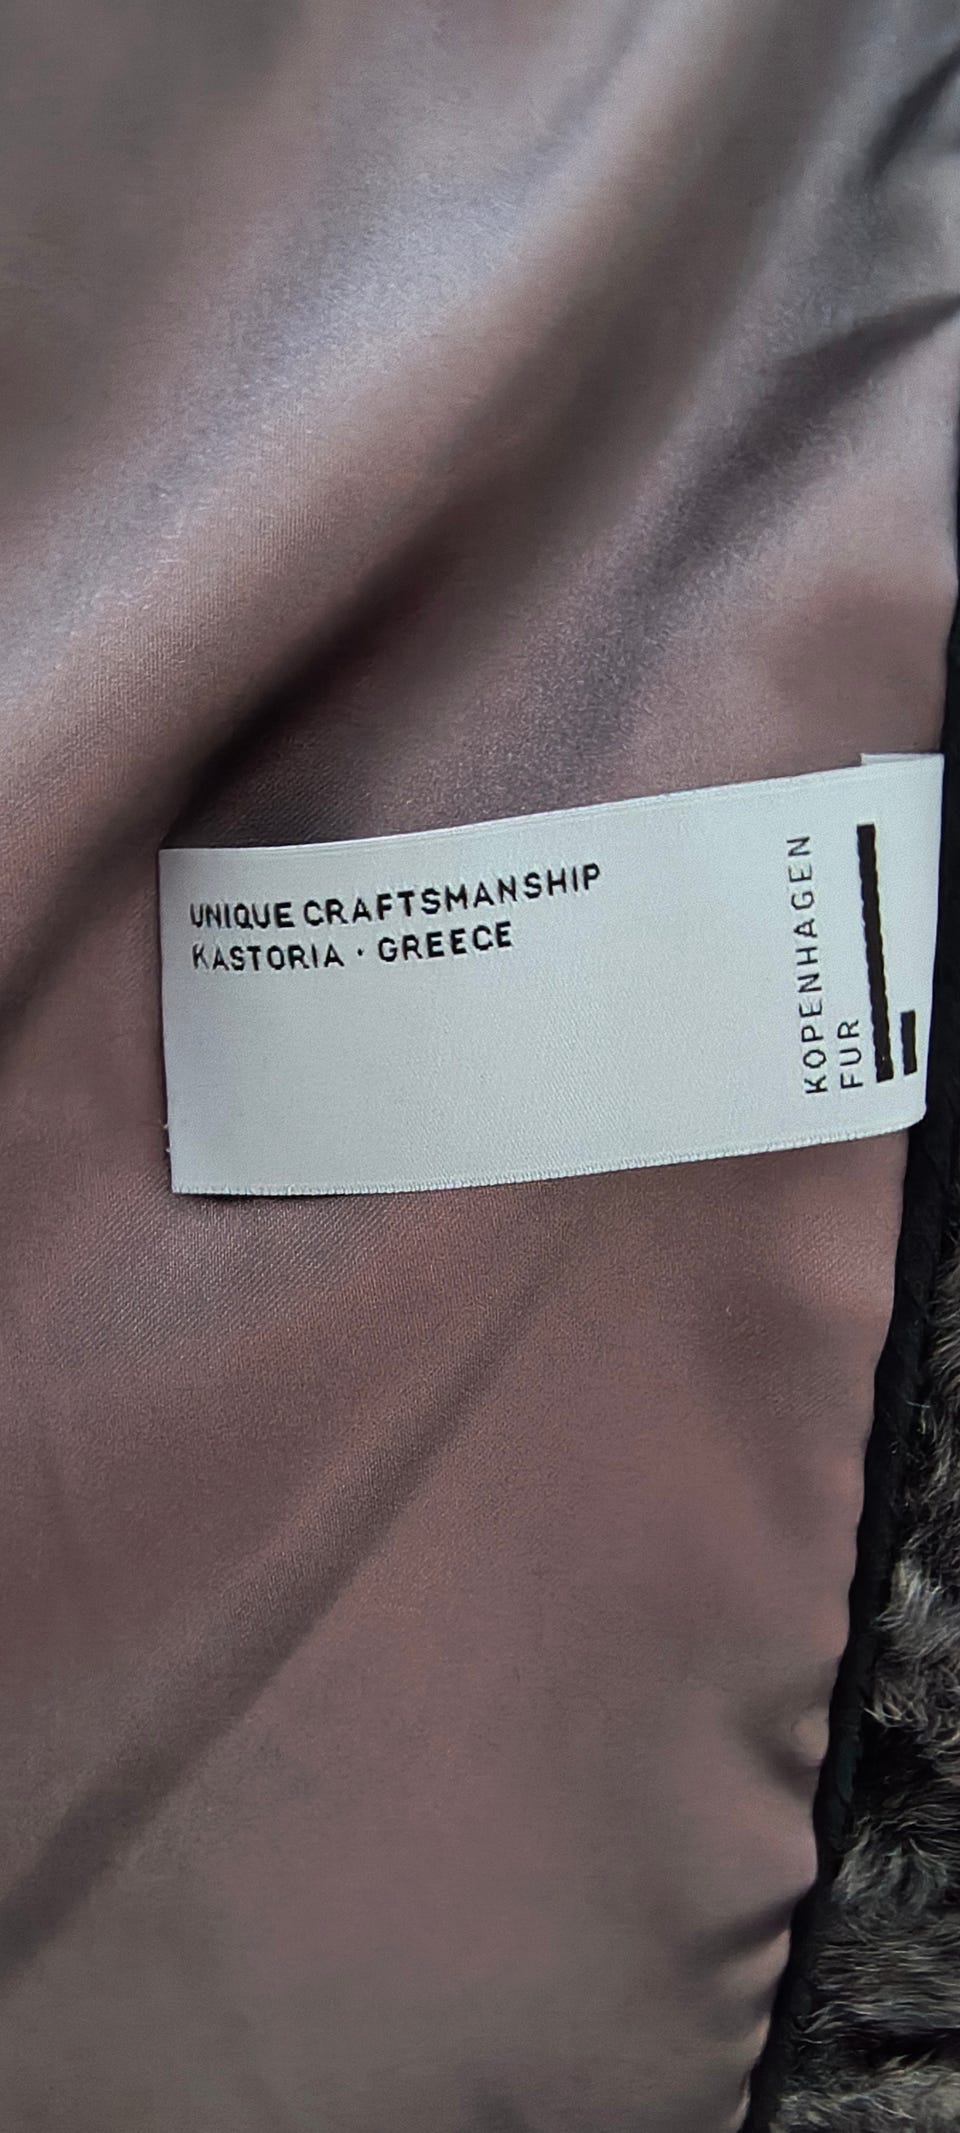 UNIQUE CRAFTSMANSHIP
KASTORIA · GREECE
KOPENHAGEN
FUR